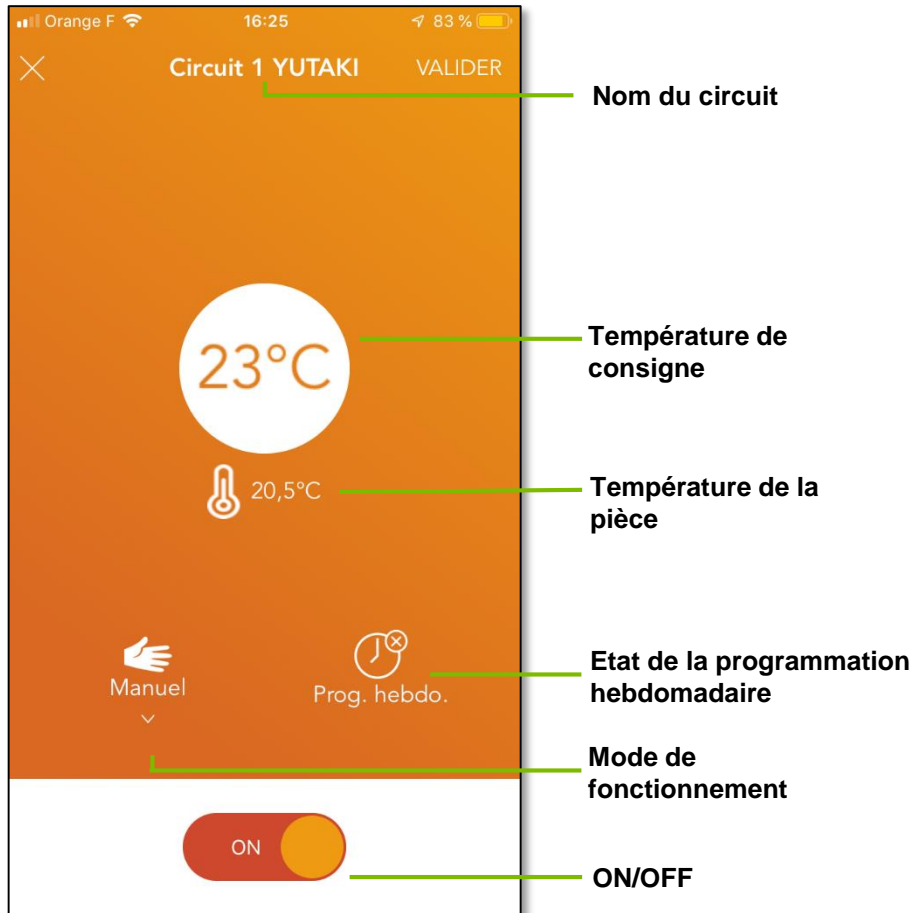 Orange F 16:25 83 %
Circuit 1 YUTAKI VALIDER
Nom du circuit
23°C
Température de
consigne
20,5°C
Température de la
pièce
Manuel
Prog. hebdo.
Etat de la programmation
hebdomadaire
Mode de
fonctionnement
ON
ON/OFF